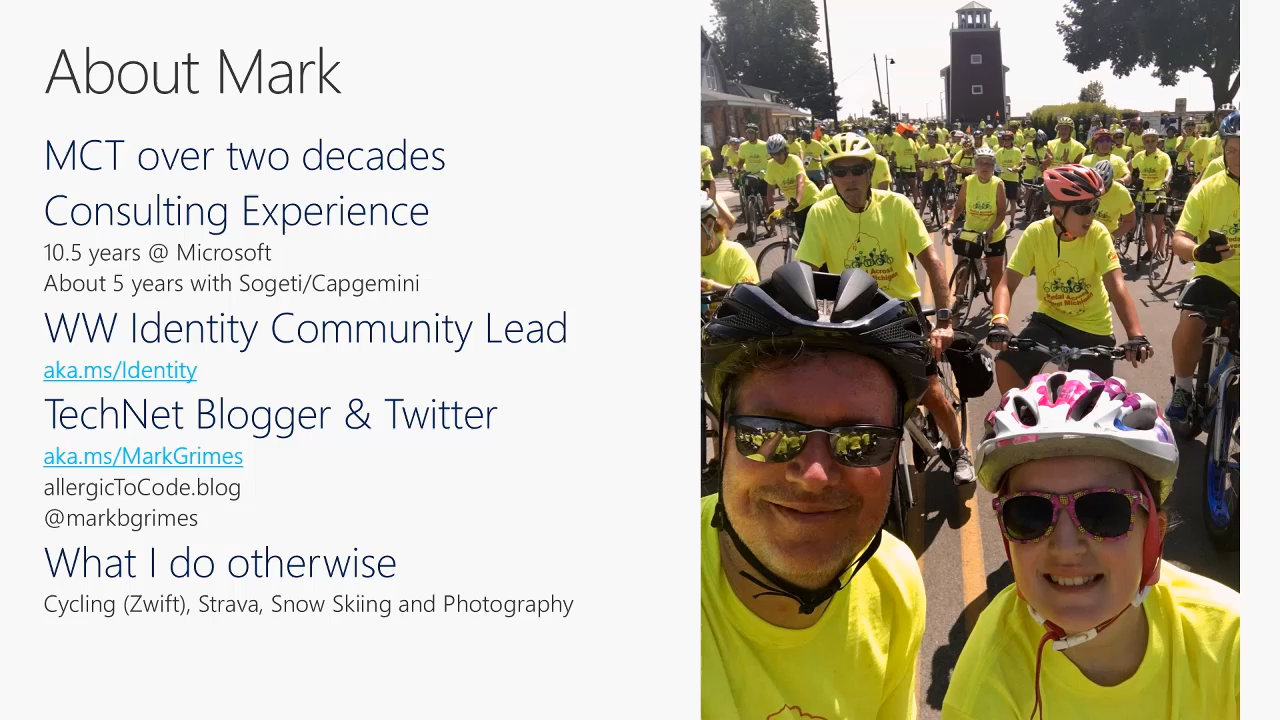 About Mark
MCT over two decades
Consulting Experience
10.5 years @ Microsoft
About 5 years with Sogeti/Capgemini
WW Identity Community Lead
aka.ms/Identity
TechNet Blogger & Twitter
aka.ms/MarkGrimes
allergicToCode.blog
@markbgrimes
What I do otherwise
Cycling (Zwift), Strava, Snow Skiing and Photography